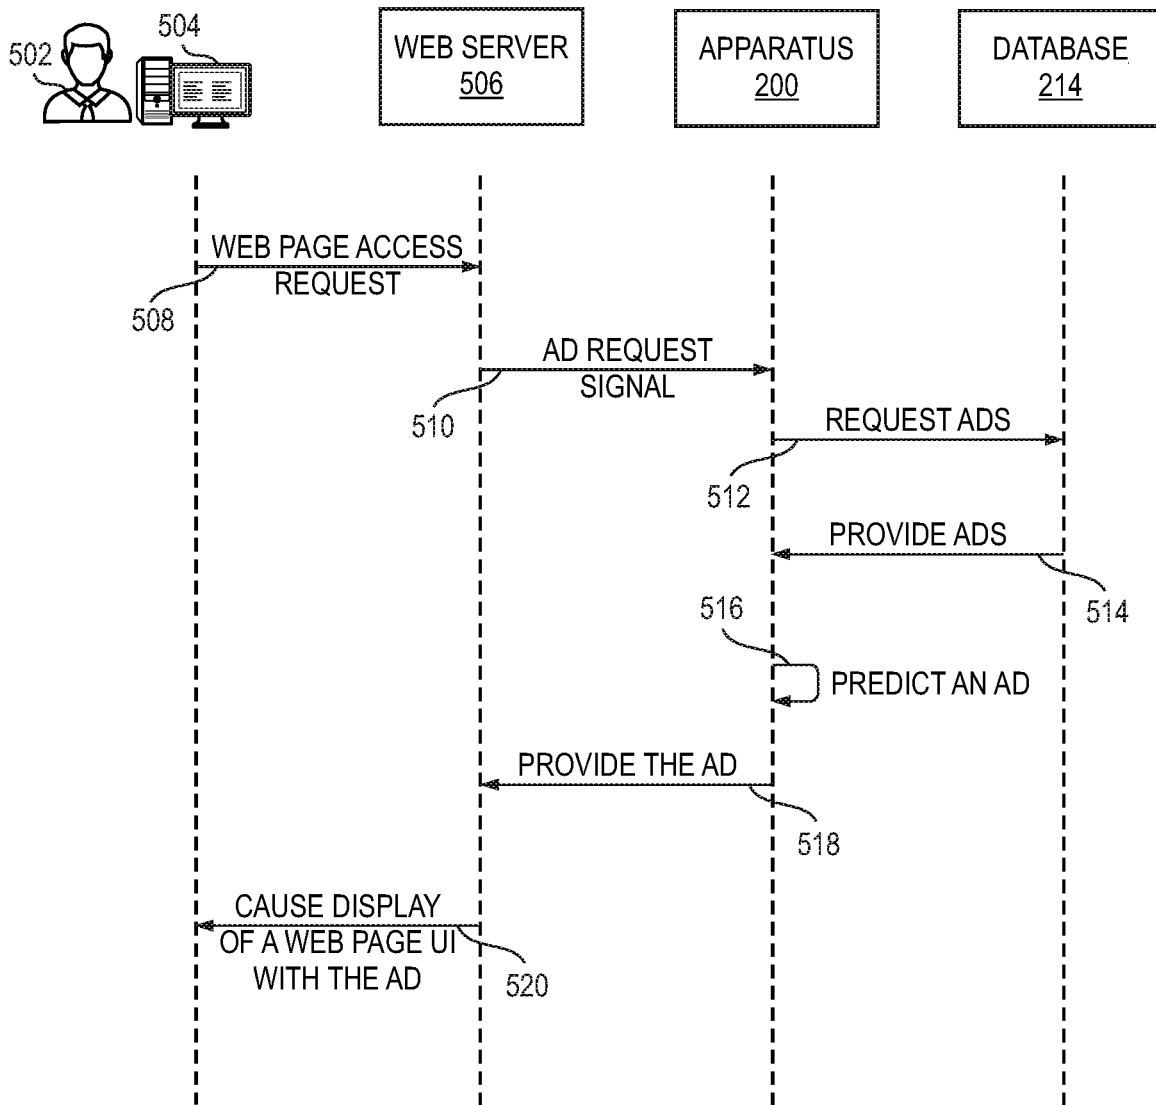 502
504
WEB SERVER
506
APPARATUS
200
DATABASE
214
WEB PAGE ACCESS
REQUEST
508
AD REQUEST
SIGNAL
510
REQUEST ADS
512
PROVIDE ADS
514
516
PREDICT AN AD
PROVIDE THE AD
518
CAUSE DISPLAY
OF A WEB PAGE UI
WITH THE AD
520